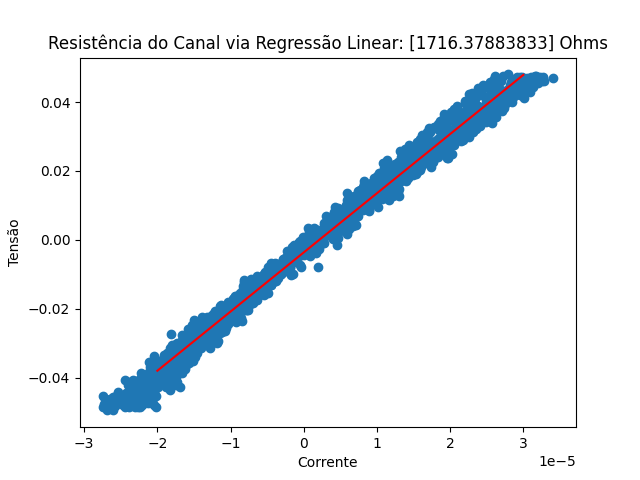 Resistência do Canal via Regressão Linear: [1716.37883833] Ohms
Tensão
0.04
0.02
0.00
−0.02
−0.04
−3 −2 −1 0 1 2 3
1e−5
Corrente